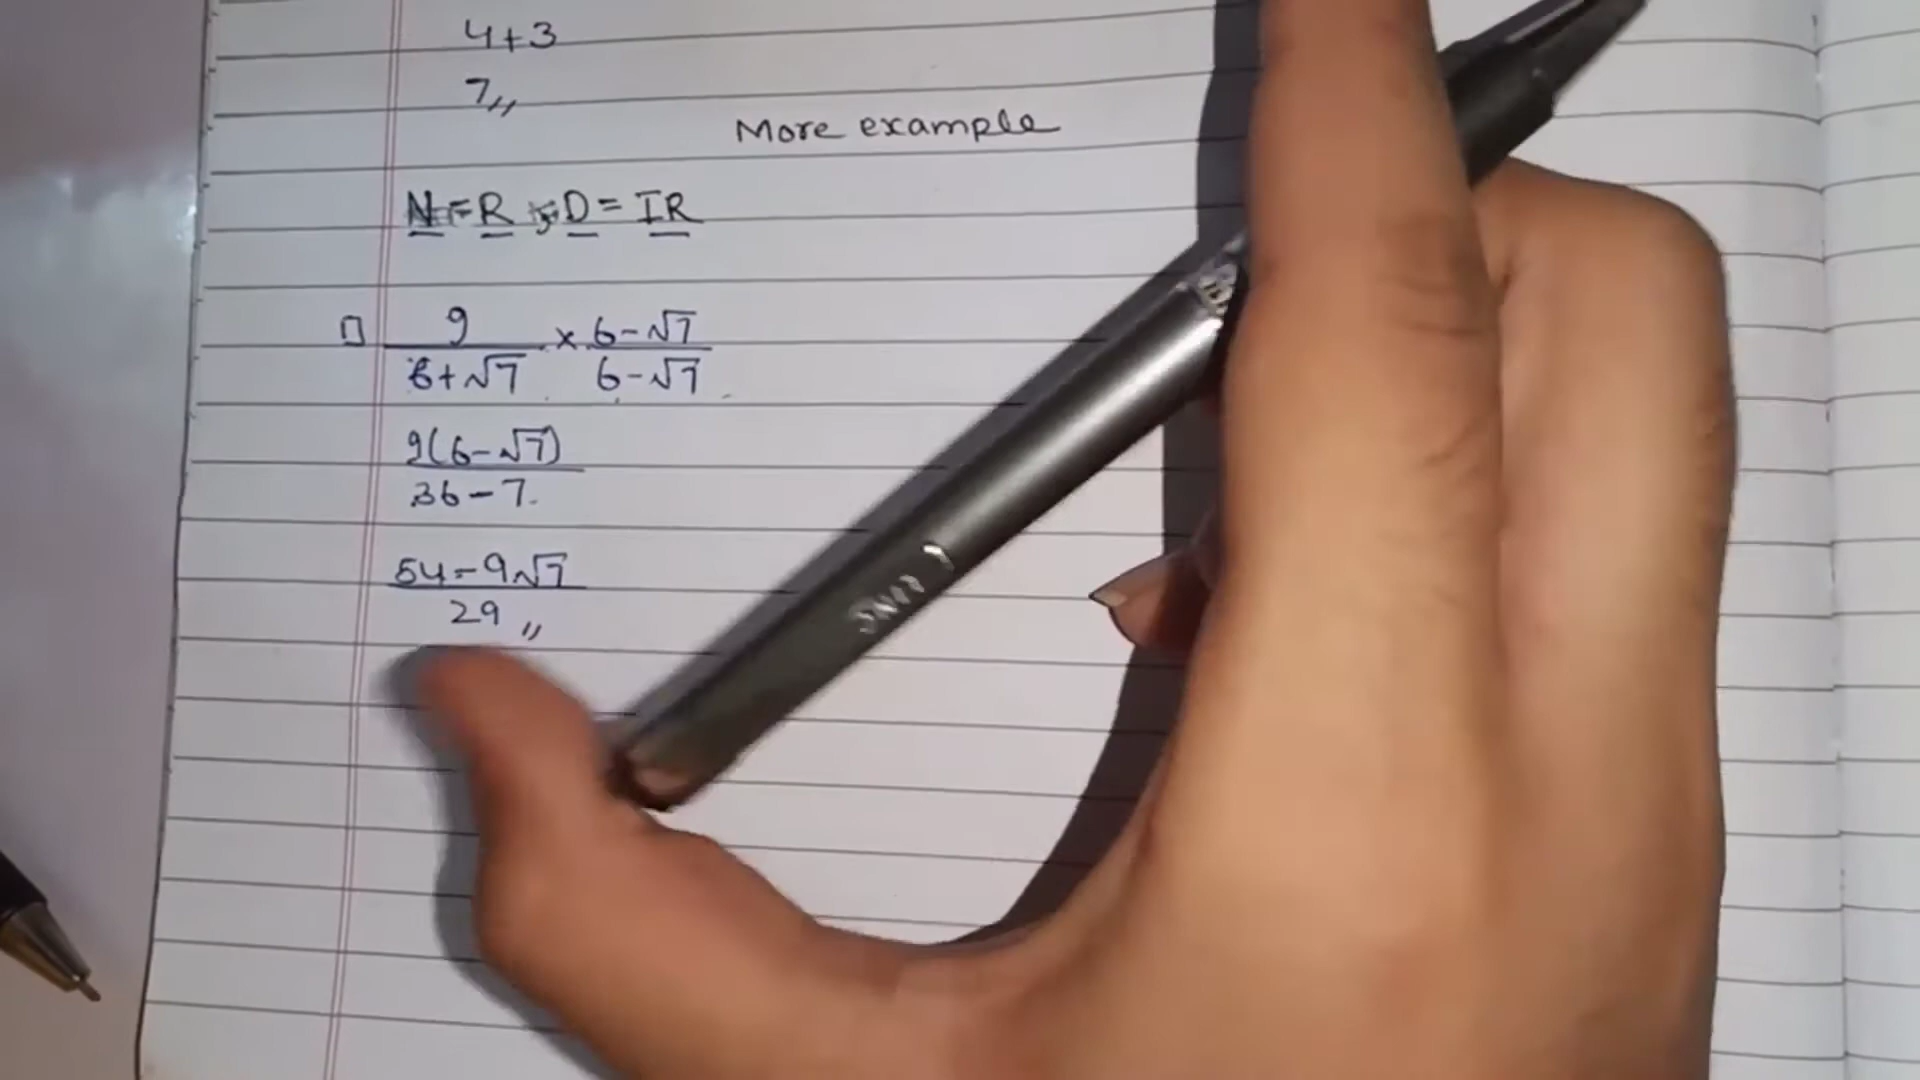 4+3
7,,
More example
N=R ; D= IR
9/6+√7 × 6-√7/6-√7
9(6-√7)
36-7
54-9√7
29 ,,